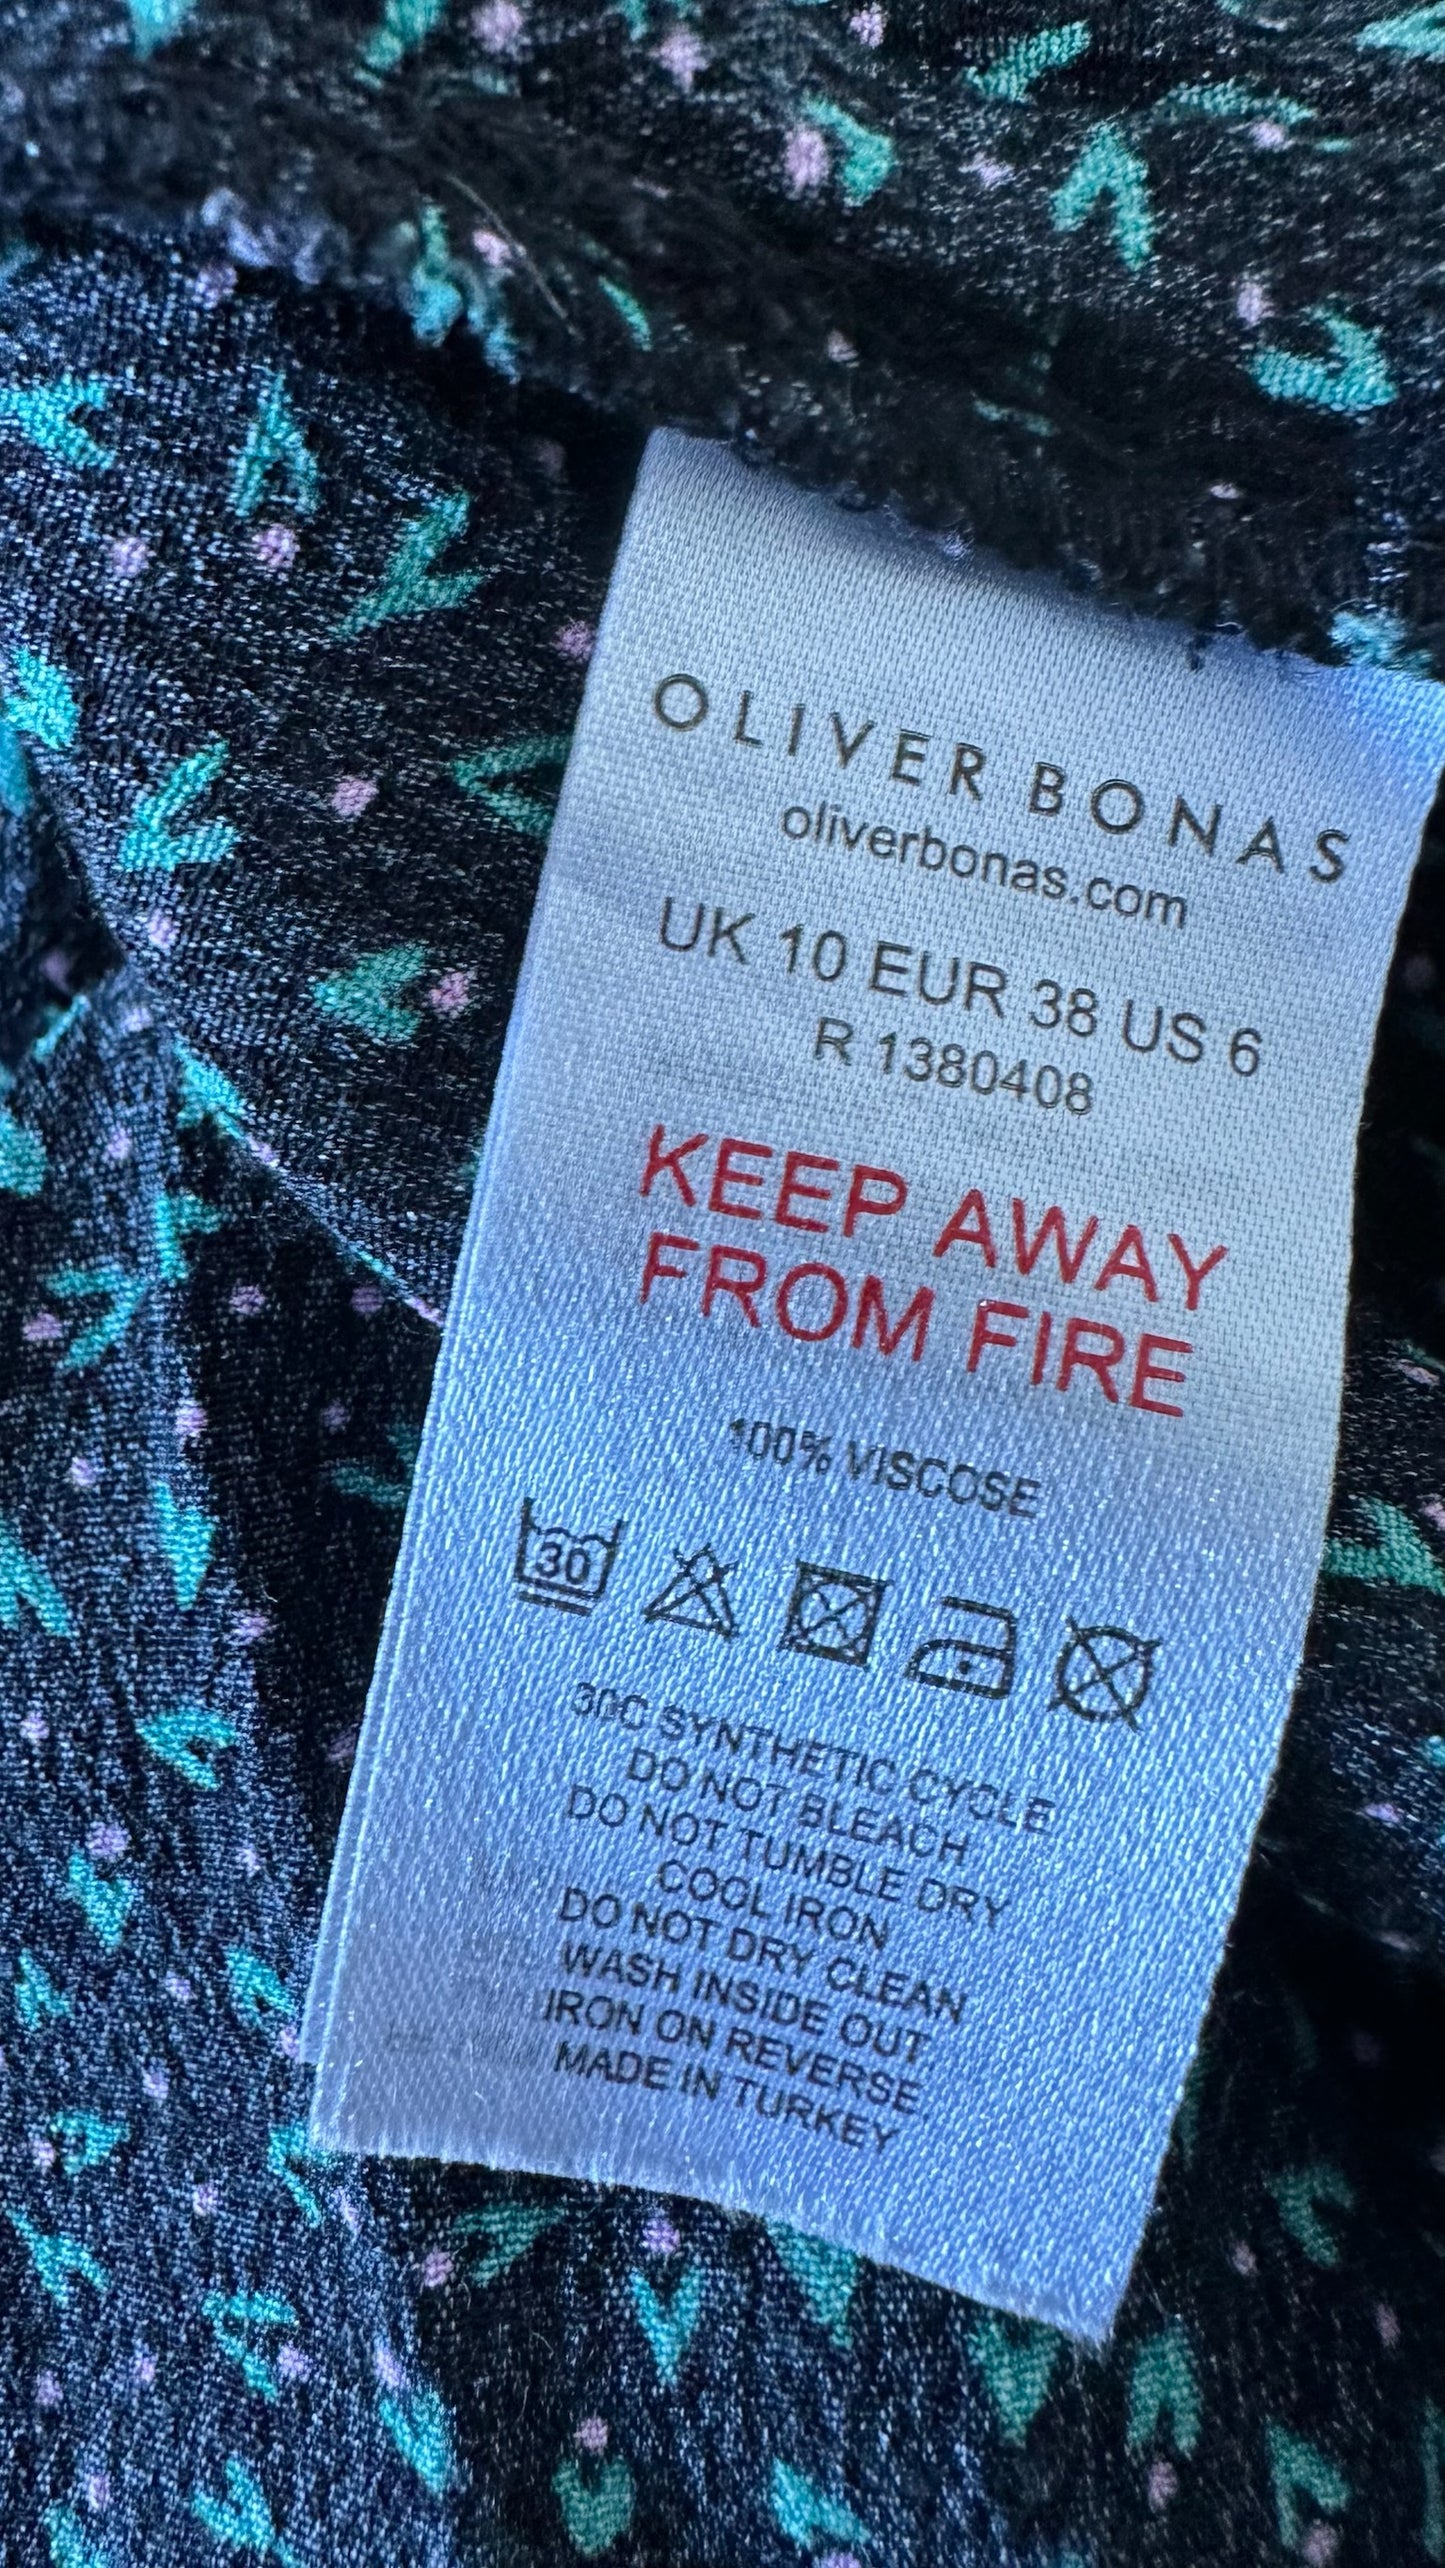 OLIVER BONAS
oliverbonas.com
UK 10 EUR 38 US 6
R 1380408
KEEP AWAY
FROM FIRE
100% VISCOSE
30
30C SYNTHETIC CYCLE
DO NOT BLEACH
DO NOT TUMBLE DRY
COOL IRON
DO NOT DRY CLEAN
WASH INSIDE OUT
IRON ON REVERSE
MADE IN TURKEY